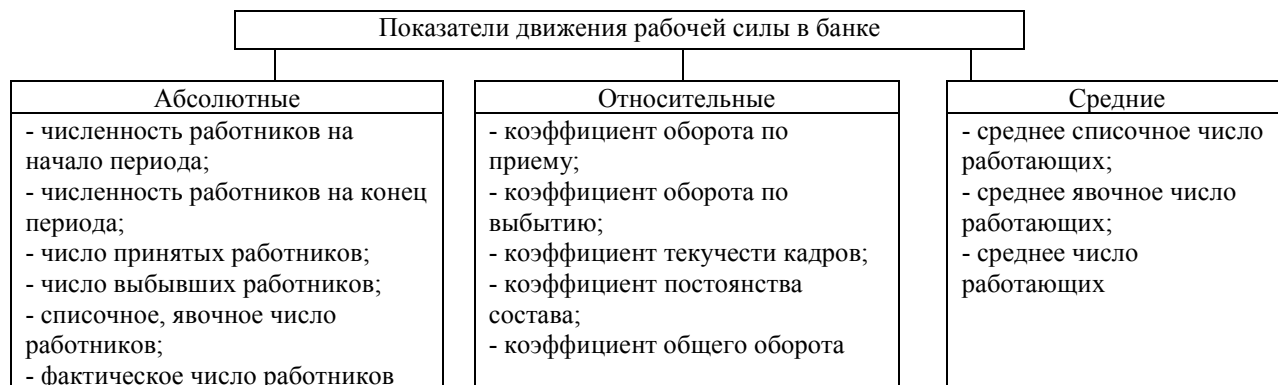 Показатели движения рабочей силы в банке
Абсолютные
- численность работников на
начало периода;
- численность работников на конец
периода;
- число принятых работников;
- число выбывших работников;
- списочное, явочное число
работников;
- фактическое число работников
Относительные
- коэффициент оборота по
приему;
- коэффициент оборота по
выбытию;
- коэффициент текучести кадров;
- коэффициент постоянства
состава;
- коэффициент общего оборота
Средние
- среднее списочное число
работающих;
- среднее явочное число
работающих;
- среднее число
работающих